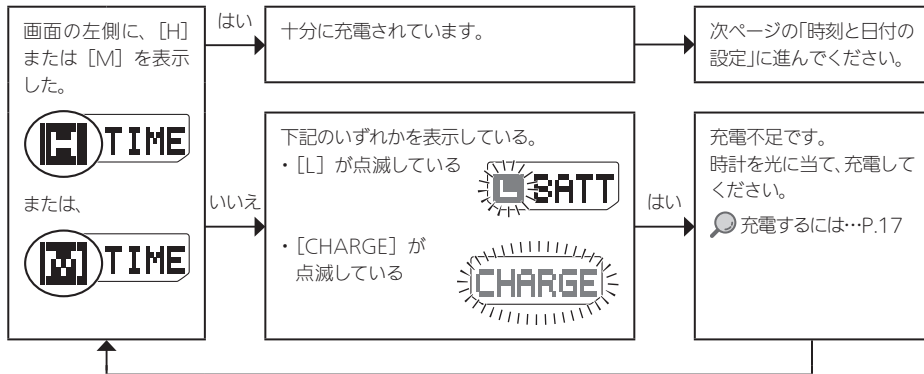 画面の左側に、[H]
または [M] を表示
した。
H TIME
または、
M TIME
はい
十分に充電されています。
次ページの「時刻と日付の
設定」に進んでください。
いいえ
下記のいずれかを表示している。
・[L] が点滅している
L BATT
・[CHARGE] が
点滅している
CHARGE
はい
充電不足です。
時計を光に当て、充電して
ください。
充電するには…P.17